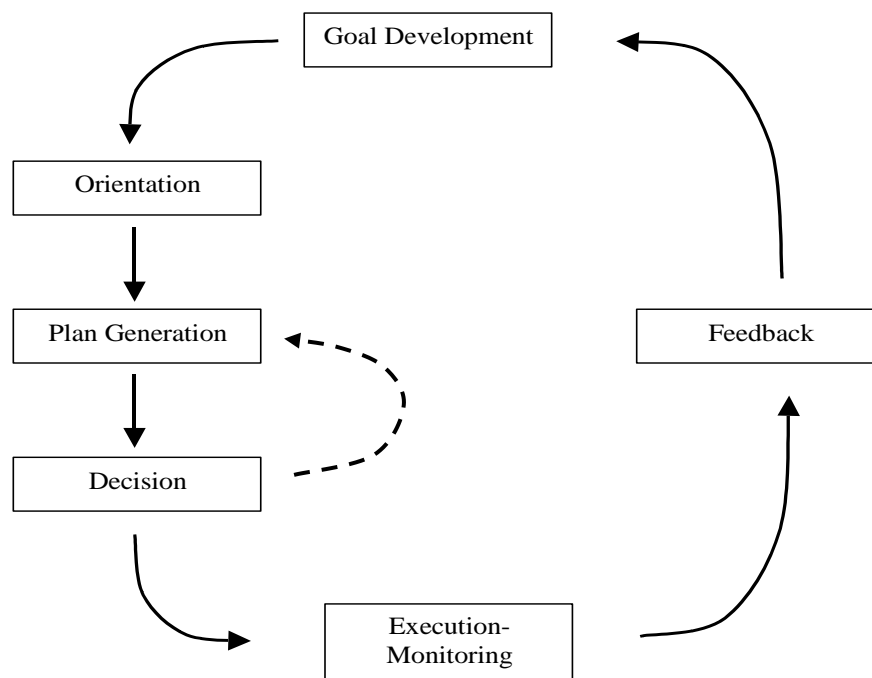 Goal Development
Orientation
Plan Generation
Feedback
Decision
Execution-
Monitoring